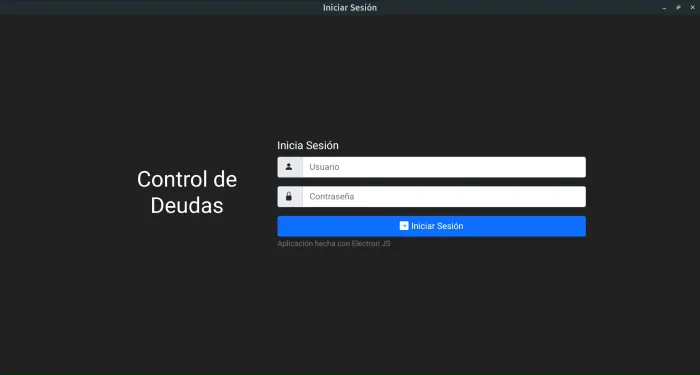 Iniciar Sesión
Control de
Deudas
Inicia Sesión
Usuario
Contraseña
Iniciar Sesión
Aplicación hecha con Electron JS